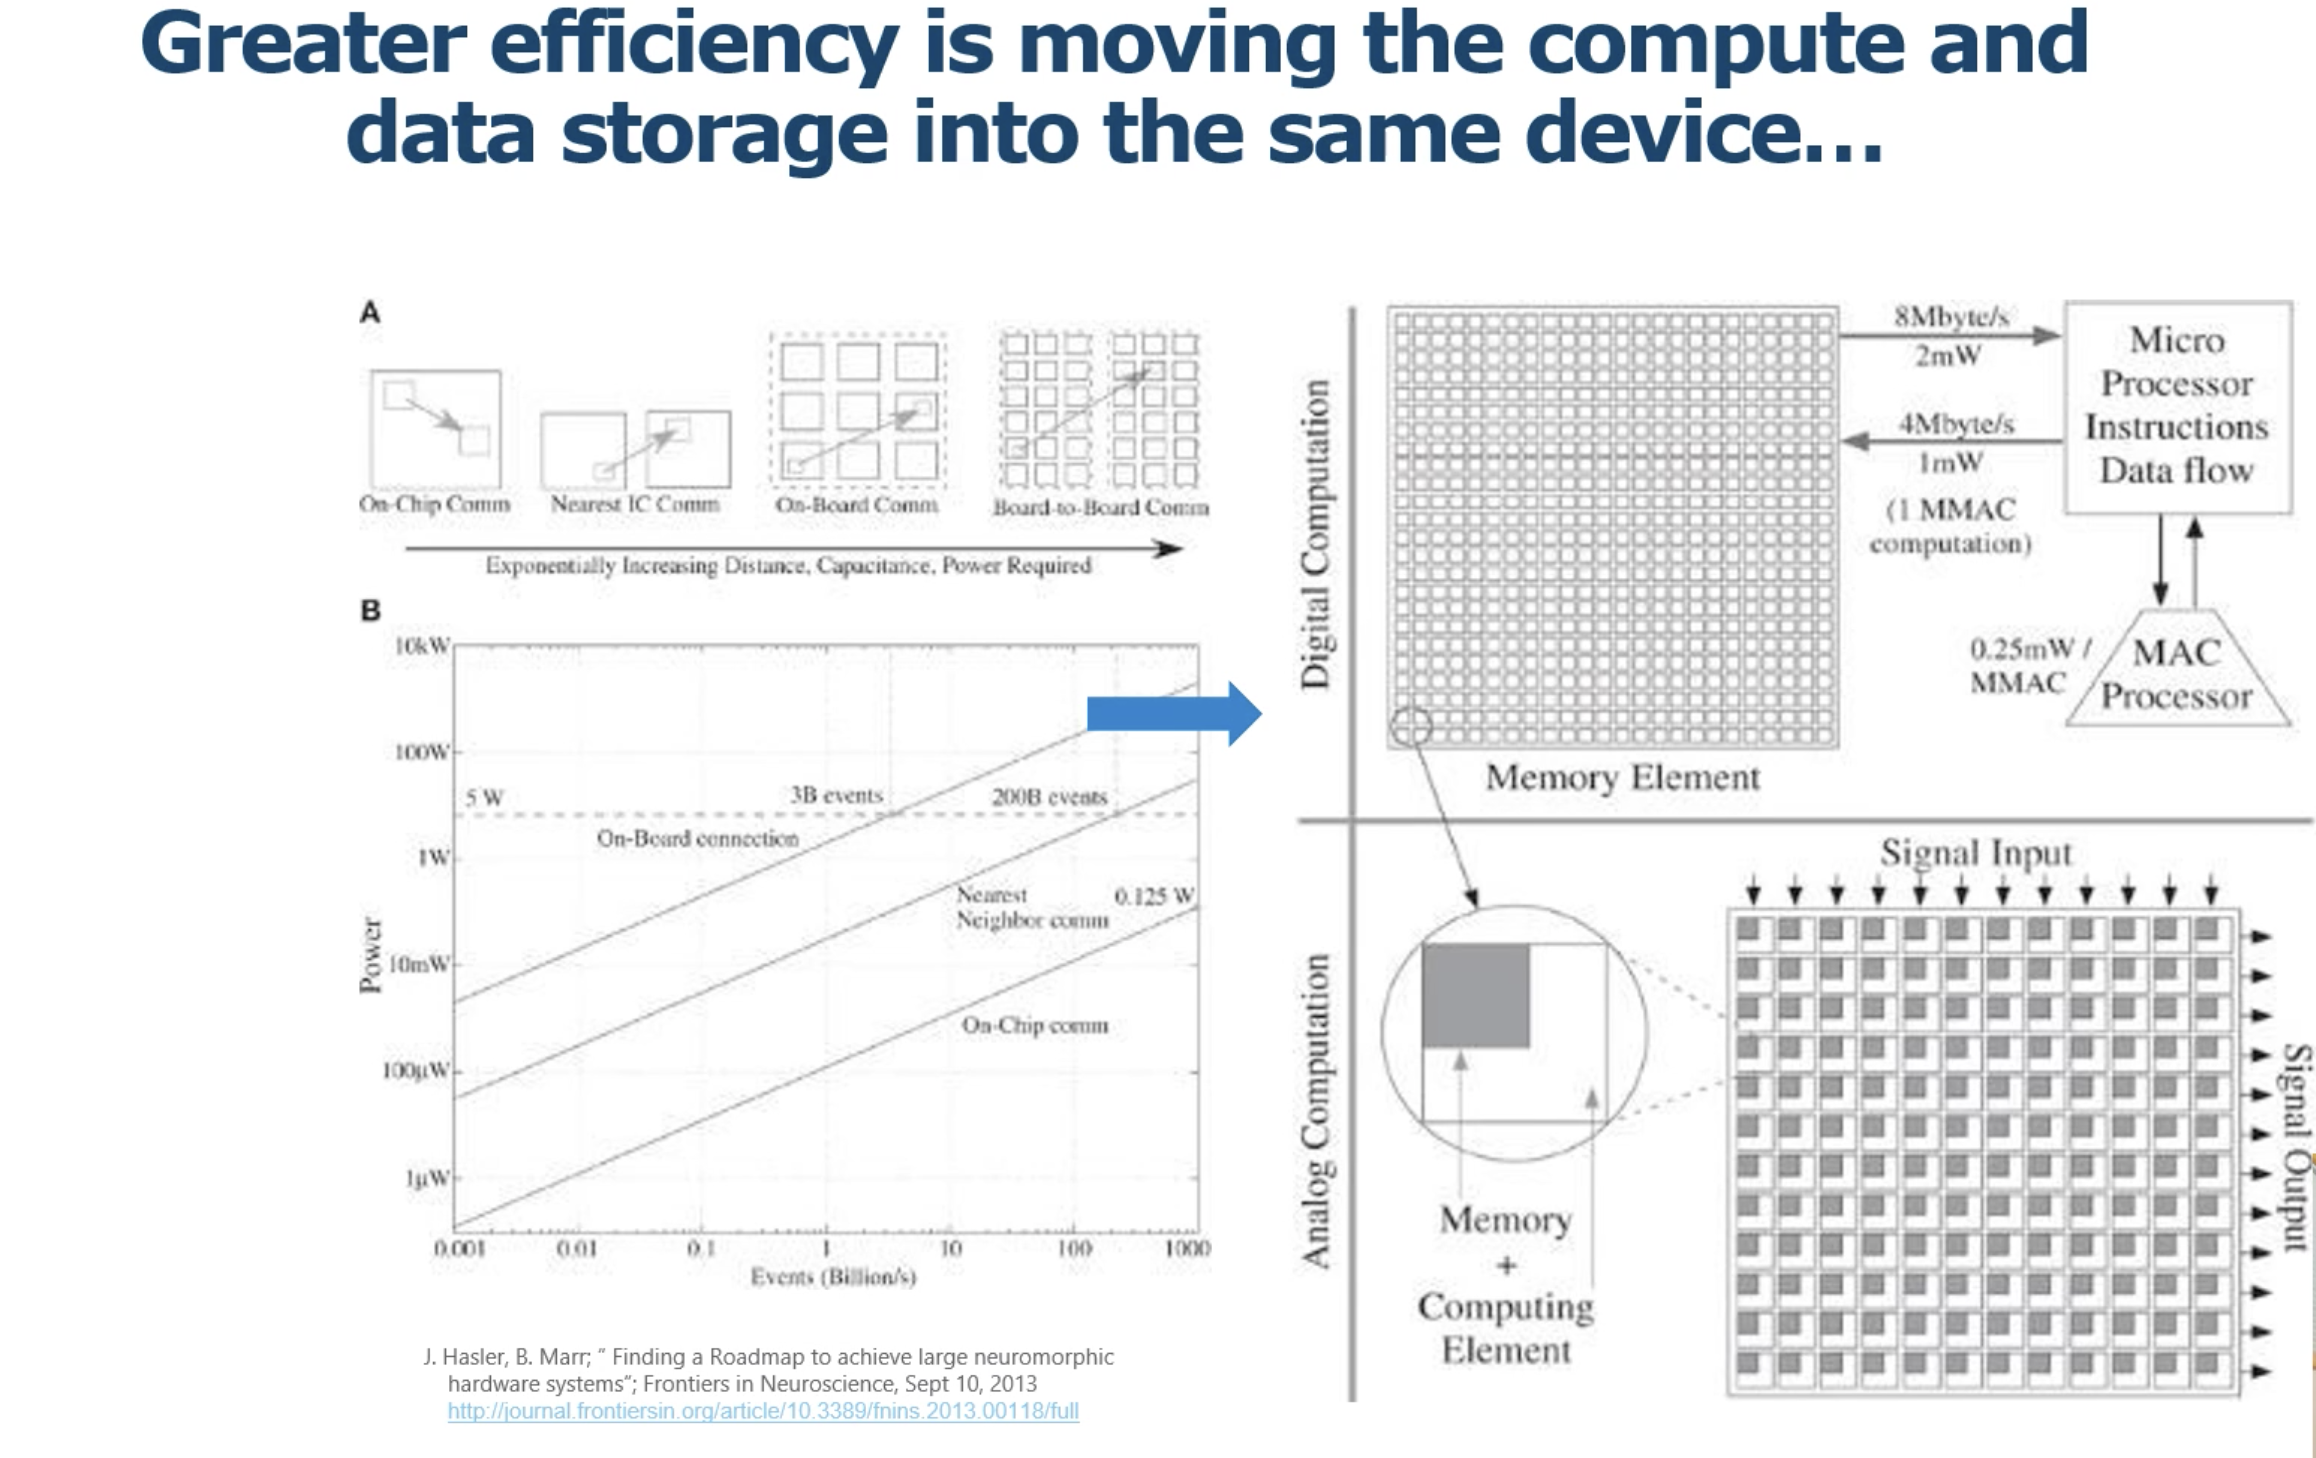 Greater efficiency is moving the compute and
data storage into the same device...
A
On-Chip Comm
Nearest IC Comm
On-Board Comm
Board-to-Board Comm
Exponentially Increasing Distance, Capacitance, Power Required
B
10kW
100W
1W
10mW
100μW
1μW
Power
5 W
3B events
200B events
On-Board connection
Nearest
Neighbor comm
0.125 W
On-Chip comm
0.001
0.01
0.1
1
10
100
1000
Events (Billion/s)
J. Hasler, B. Marr; “ Finding a Roadmap to achieve large neuromorphic
hardware systems”; Frontiers in Neuroscience, Sept 10, 2013
http://journal.frontiersin.org/article/10.3389/fnins.2013.00118/full
Digital Computation
8Mbyte/s
2mW
4Mbyte/s
1mW
(1 MMAC
computation)
Micro
Processor
Instructions
Data flow
0.25mW /
MMAC
MAC
Processor
Memory Element
Analog Computation
Signal Input
Memory
+
Computing
Element
Signal Output